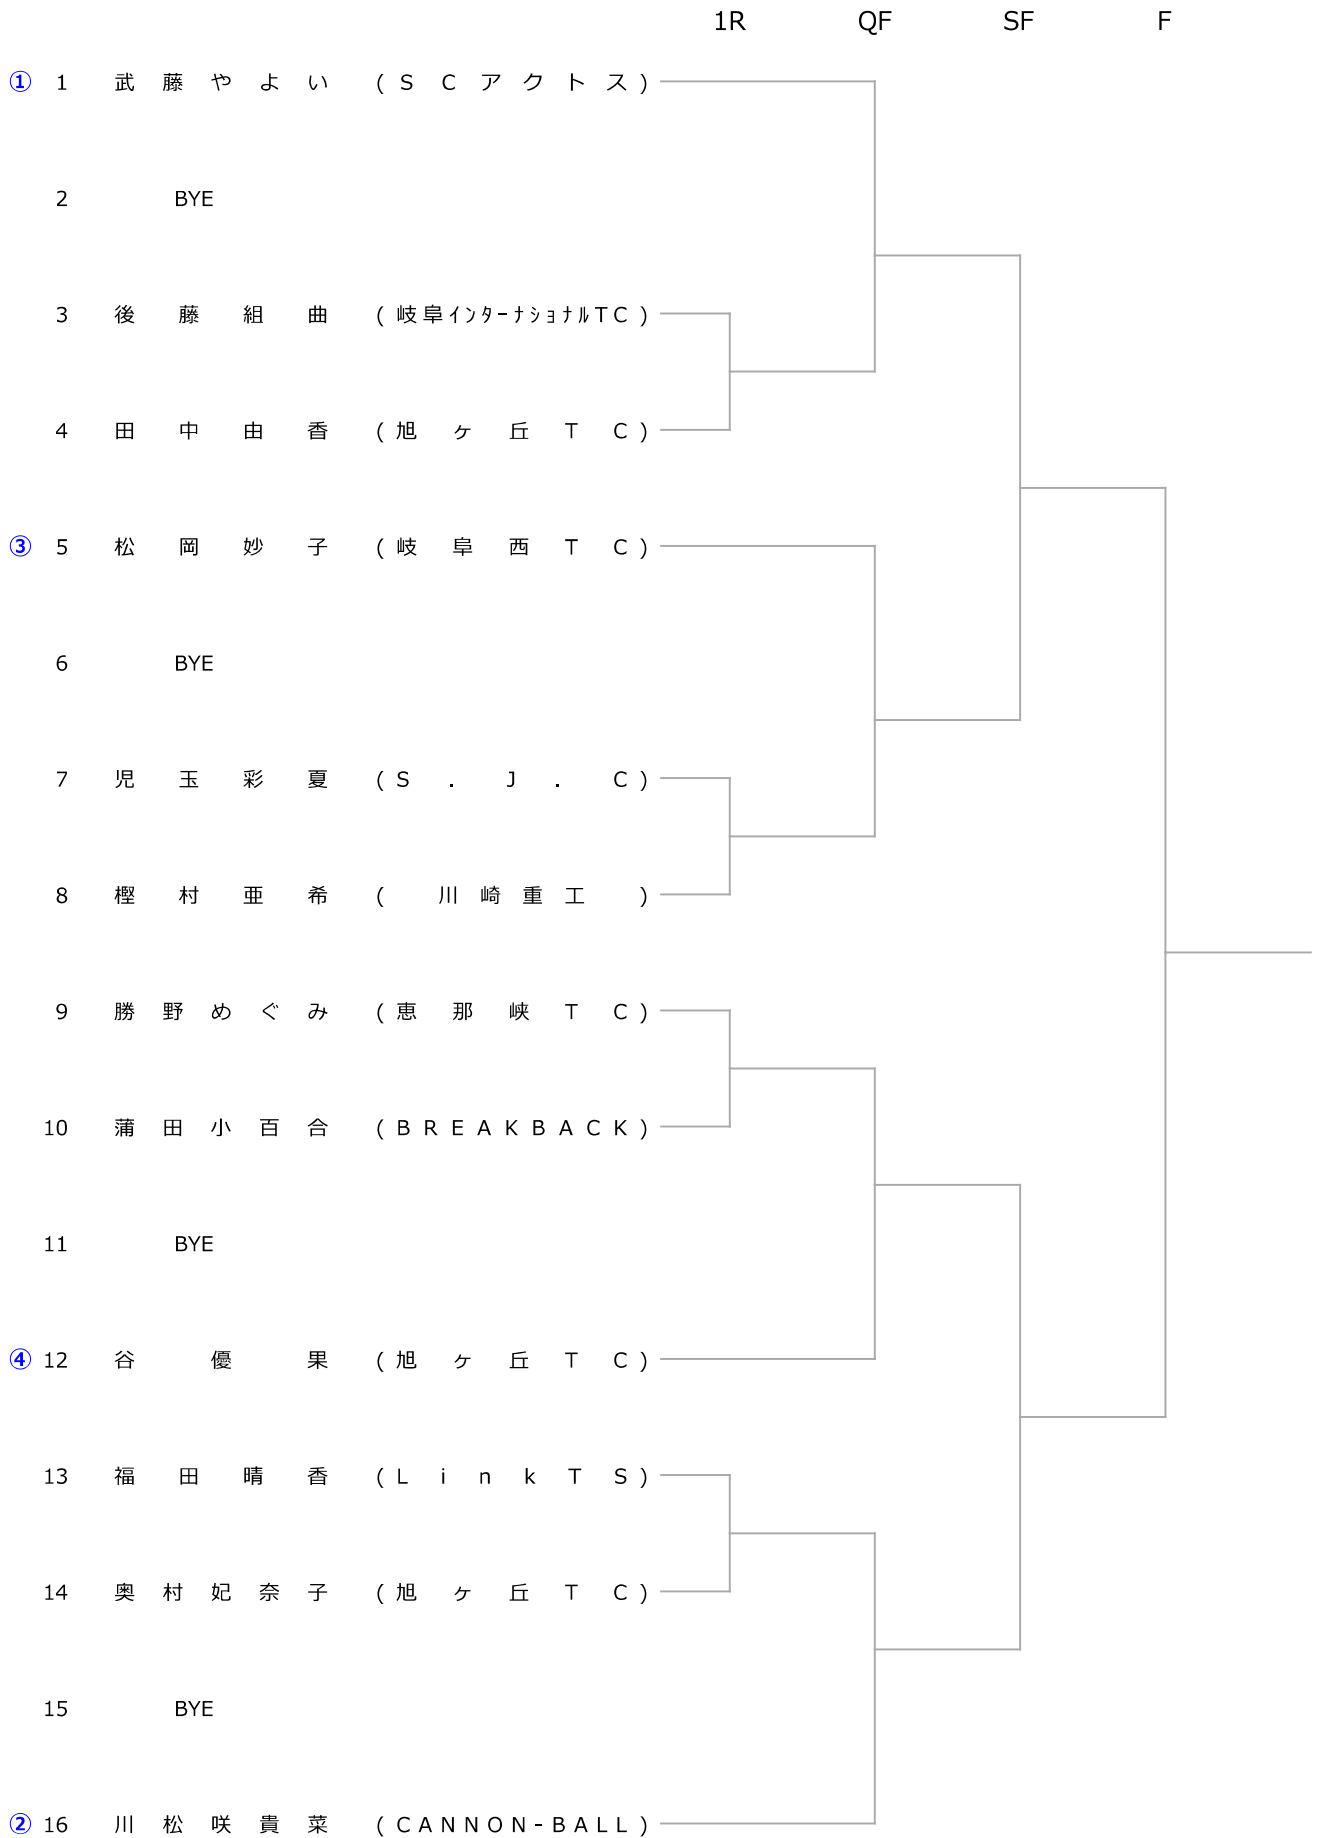 1R QF SF F
① 1 武藤やよい (SCアクトス)
2 BYE
3 後藤組曲 (岐阜ｲﾝﾀｰﾅｼｮﾅﾙTC)
4 田中由香 (旭ヶ丘TC)
③ 5 松岡妙子 (岐阜西TC)
6 BYE
7 児玉彩夏 (S.J.C)
8 樫村亜希 (川崎重工)
9 勝野めぐみ (恵那峡TC)
10 蒲田小百合 (BREAKBACK)
11 BYE
④ 12 谷優果 (旭ヶ丘TC)
13 福田晴香 (LinkTS)
14 奥村妃奈子 (旭ヶ丘TC)
15 BYE
② 16 川松咲貴菜 (CANNON-BALL)